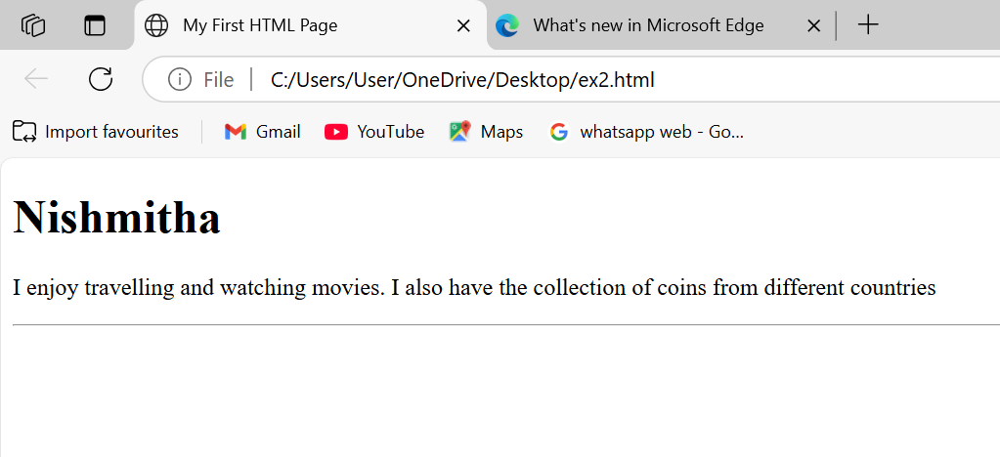 My First HTML Page What's new in Microsoft Edge
File C:/Users/User/OneDrive/Desktop/ex2.html
Import favourites Gmail YouTube Maps whatsapp web - Go...
Nishmitha
I enjoy travelling and watching movies. I also have the collection of coins from different countries